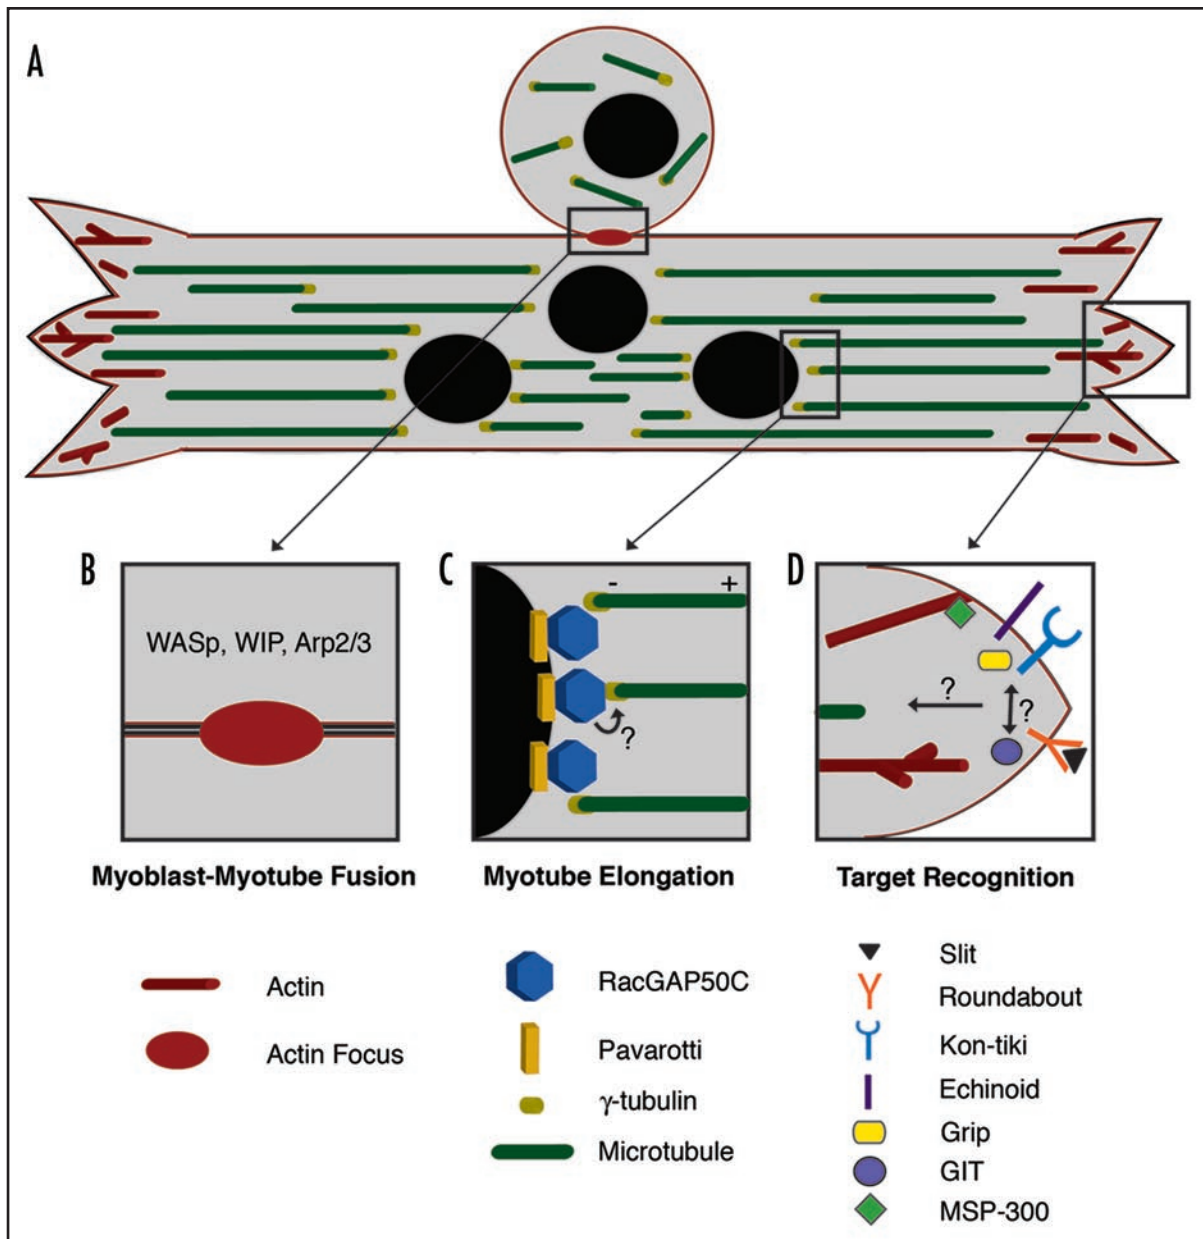 A
B
C
D
WASp, WIP, Arp2/3
- +
?
?
?
Myoblast-Myotube Fusion
Myotube Elongation
Target Recognition
Actin
Actin Focus
RacGAP50C
Pavarotti
γ-tubulin
Microtubule
Slit
Roundabout
Kon-tiki
Echinoid
Grip
GIT
MSP-300